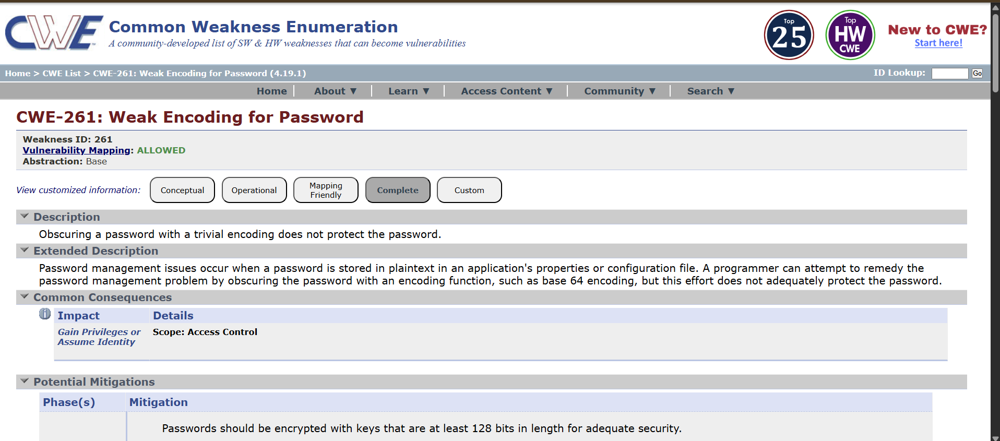 CWE
Common Weakness Enumeration
A community-developed list of SW & HW weaknesses that can become vulnerabilities
Top
25
Top
HW
CWE
New to CWE?
Start here!
Home > CWE List > CWE-261: Weak Encoding for Password (4.19.1)
ID Lookup: Go
Home About ▼ Learn ▼ Access Content ▼ Community ▼ Search ▼
CWE-261: Weak Encoding for Password
Weakness ID: 261
Vulnerability Mapping: ALLOWED
Abstraction: Base
View customized information: Conceptual Operational Mapping Friendly Complete Custom
Description
Obscuring a password with a trivial encoding does not protect the password.
Extended Description
Password management issues occur when a password is stored in plaintext in an application's properties or configuration file. A programmer can attempt to remedy the
password management problem by obscuring the password with an encoding function, such as base 64 encoding, but this effort does not adequately protect the password.
Common Consequences
Impact Details
Gain Privileges or Scope: Access Control
Assume Identity
Potential Mitigations
Phase(s) Mitigation
Passwords should be encrypted with keys that are at least 128 bits in length for adequate security.